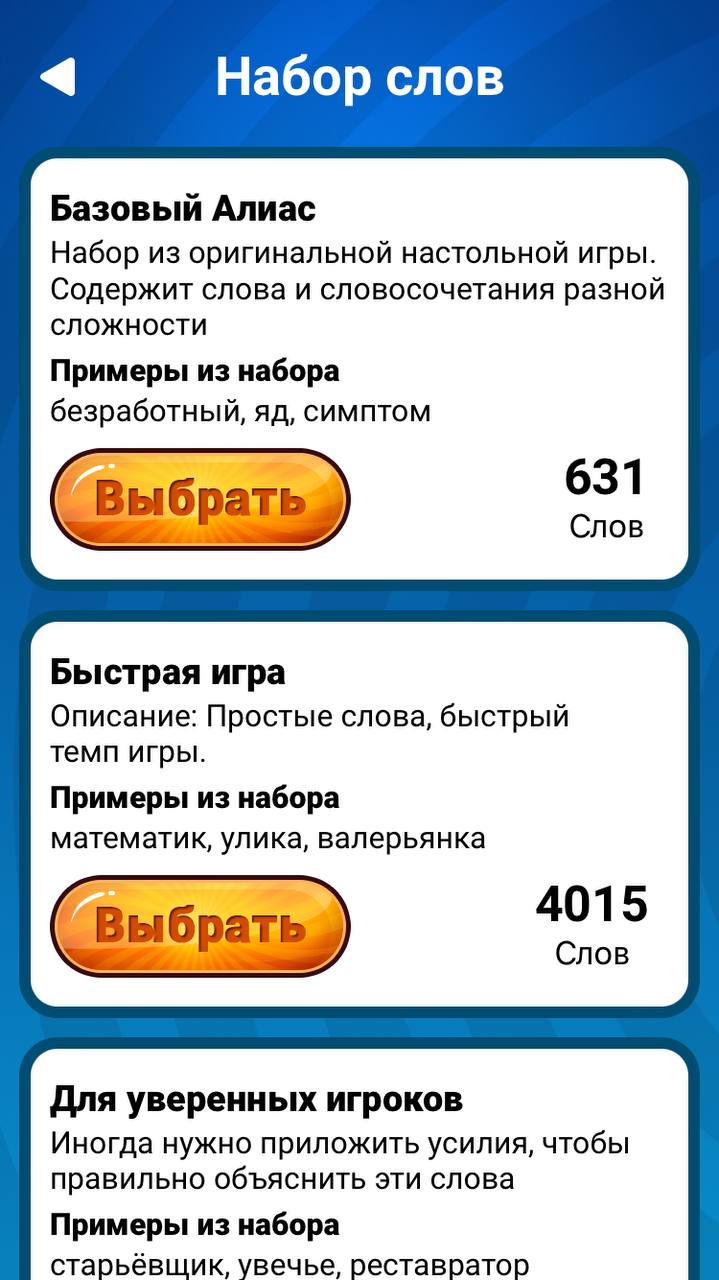 Набор слов
Базовый Алиас
Набор из оригинальной настольной игры.
Содержит слова и словосочетания разной
сложности
Примеры из набора
безработный, яд, симптом
Выбрать
631
Слов
Быстрая игра
Описание: Простые слова, быстрый
темп игры.
Примеры из набора
математик, улика, валерьянка
Выбрать
4015
Слов
Для уверенных игроков
Иногда нужно приложить усилия, чтобы
правильно объяснить эти слова
Примеры из набора
старьёвщик, увечье, реставратор